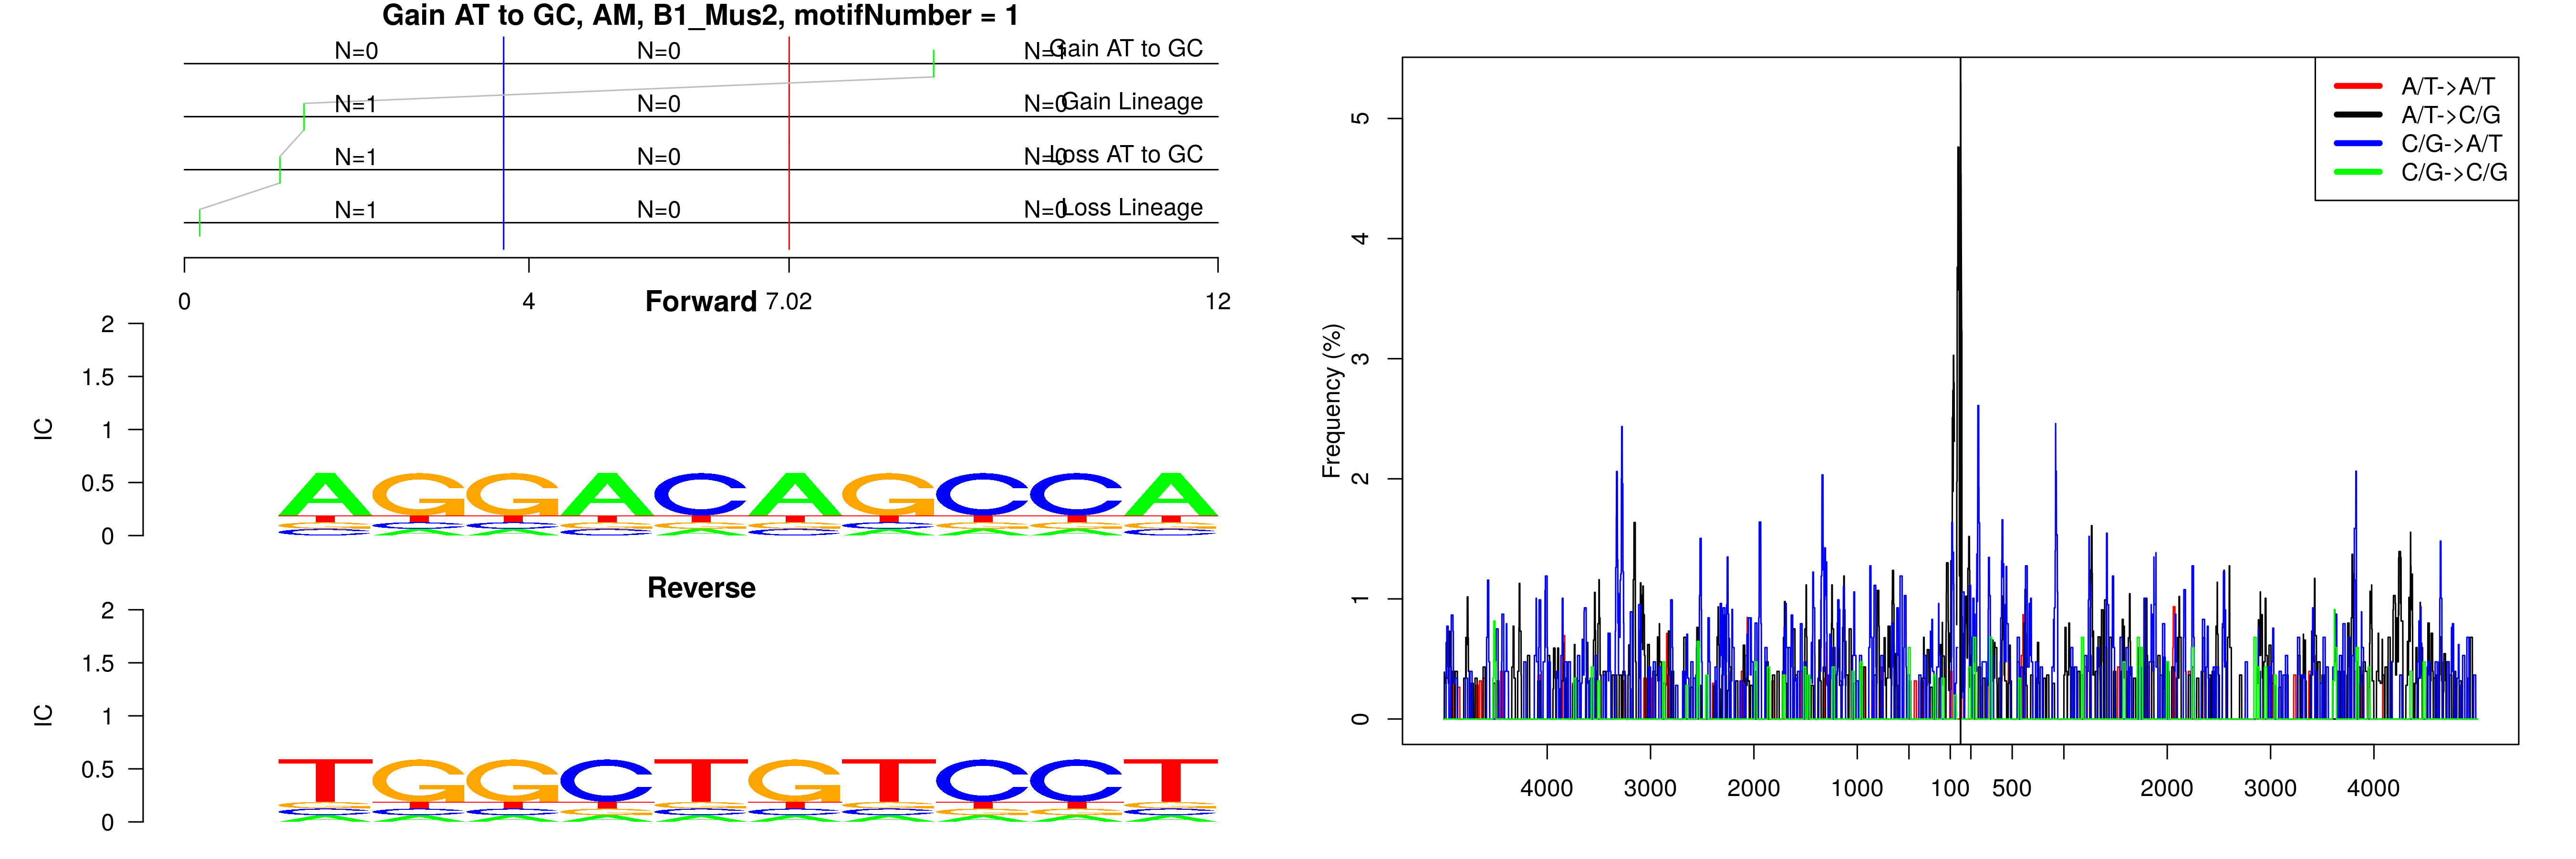 Gain AT to GC, AM, B1_Mus2, motifNumber = 1
N=0 N=0 N=1 Gain AT to GC
N=1 N=0 N=0 Gain Lineage
N=1 N=0 N=0 Loss AT to GC
N=1 N=0 N=0 Loss Lineage
0 4 7.02 12
Forward
IC
2
1.5
1
0.5
0
AGGACAGCCA
Reverse
IC
2
1.5
1
0.5
0
TGGCTGTCCT
Frequency (%)
5
4
3
2
1
0
4000 3000 2000 1000 100 500 2000 3000 4000
A/T->A/T
A/T->C/G
C/G->A/T
C/G->C/G